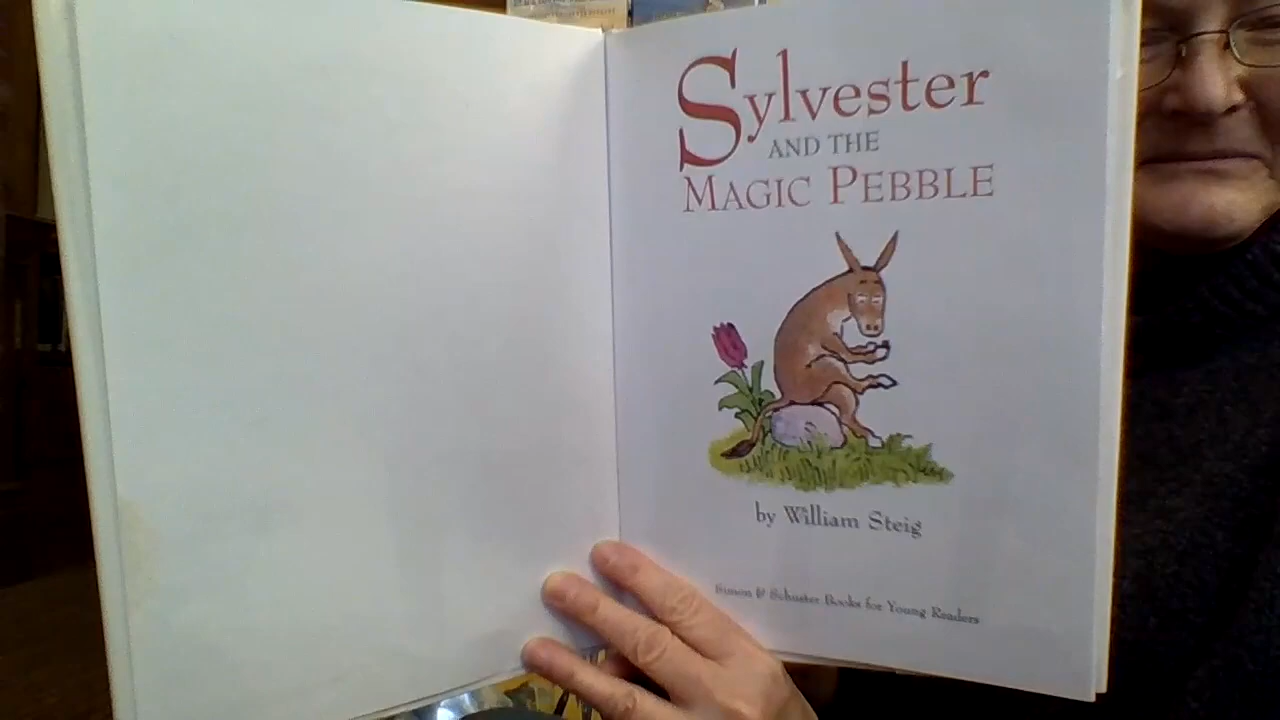 Sylvester
AND THE
MAGIC PEBBLE
by William Steig
Simon & Schuster Books for Young Readers